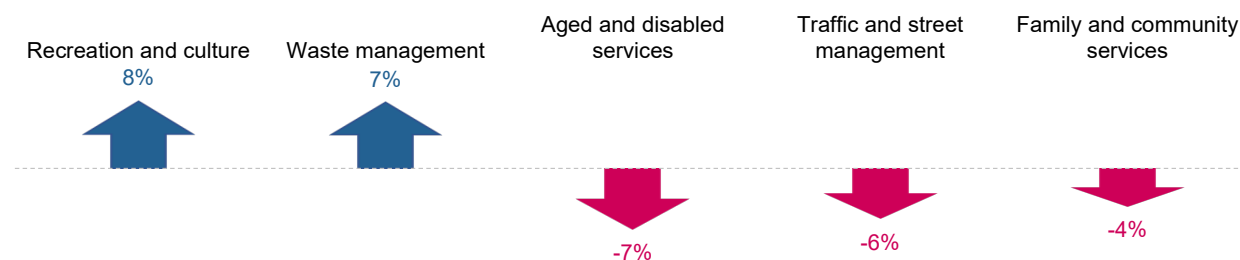 Recreation and culture
8%
Waste management
7%
Aged and disabled
services
-7%
Traffic and street
management
-6%
Family and community
services
-4%